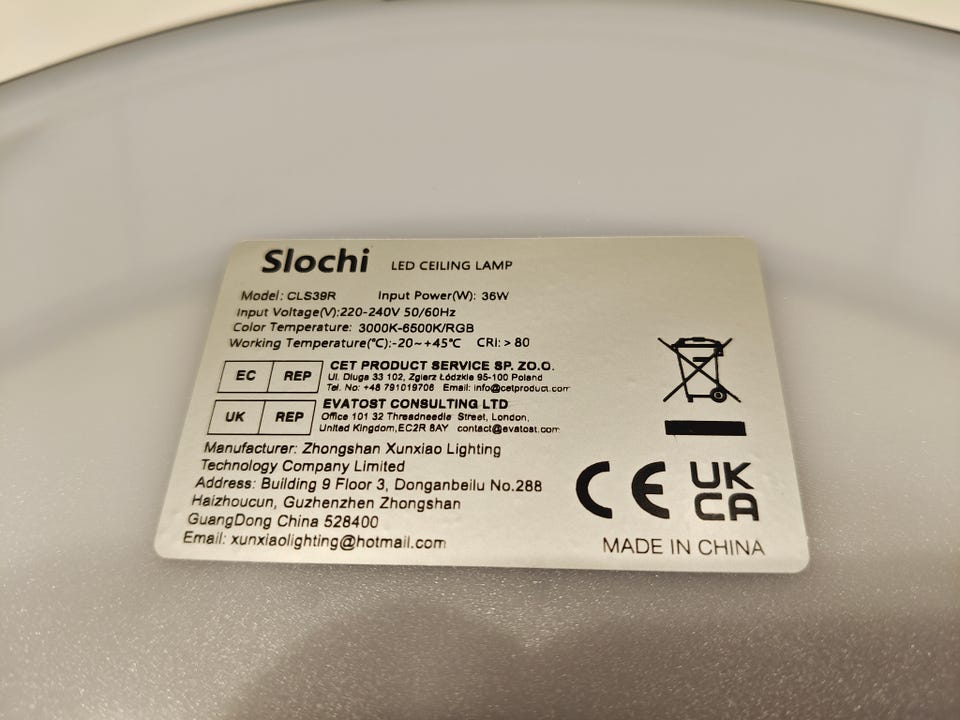 Slochi LED CEILING LAMP
Model: CLS39R Input Power(W): 36W
Input Voltage(V):220-240V 50/60Hz
Color Temperature: 3000K-6500K/RGB
Working Temperature(℃):-20~+45℃ CRI:>80
EC REP
CET PRODUCT SERVICE SP. ZO.O.
Ul. Dluga 33 102, Zgierz Łódzkie 95-100 Poland
Tel. No: +48 791019706 Email: info@cetproduct.com
UK REP
EVATOST CONSULTING LTD
Office 101 32 Threadneedle Street, London,
United Kingdom,EC2R 8AY contact@evatost.com
Manufacturer: Zhongshan Xunxiao Lighting
Technology Company Limited
Address: Building 9 Floor 3, Donganbeilu No.288
Haizhoucun, Guzhenzhen Zhongshan
GuangDong China 528400
Email: xunxiaolighting@hotmail.com
CE
UK
CA
MADE IN CHINA